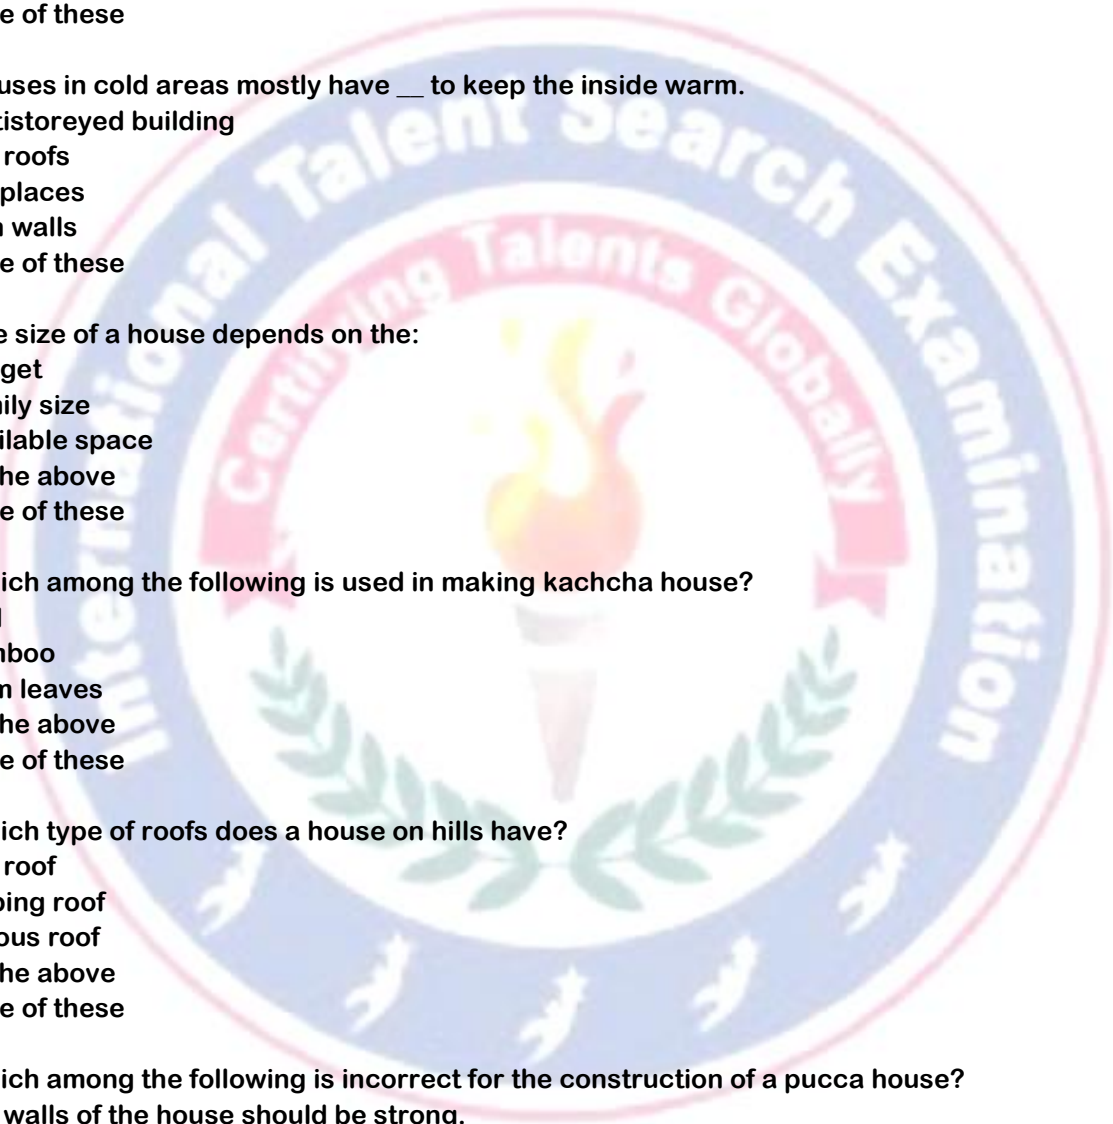 e of these
uses in cold areas mostly have __ to keep the inside warm.
tistoreyed building
roofs
places
walls
e of these
e size of a house depends on the:
get
ily size
ilable space
he above
e of these
ich among the following is used in making kachcha house?
nboo
n leaves
he above
e of these
ich type of roofs does a house on hills have?
roof
ping roof
ous roof
he above
e of these
ich among the following is incorrect for the construction of a pucca house?
walls of the house should be strong.
International Talent Search Examination
Certifying Talents Globally